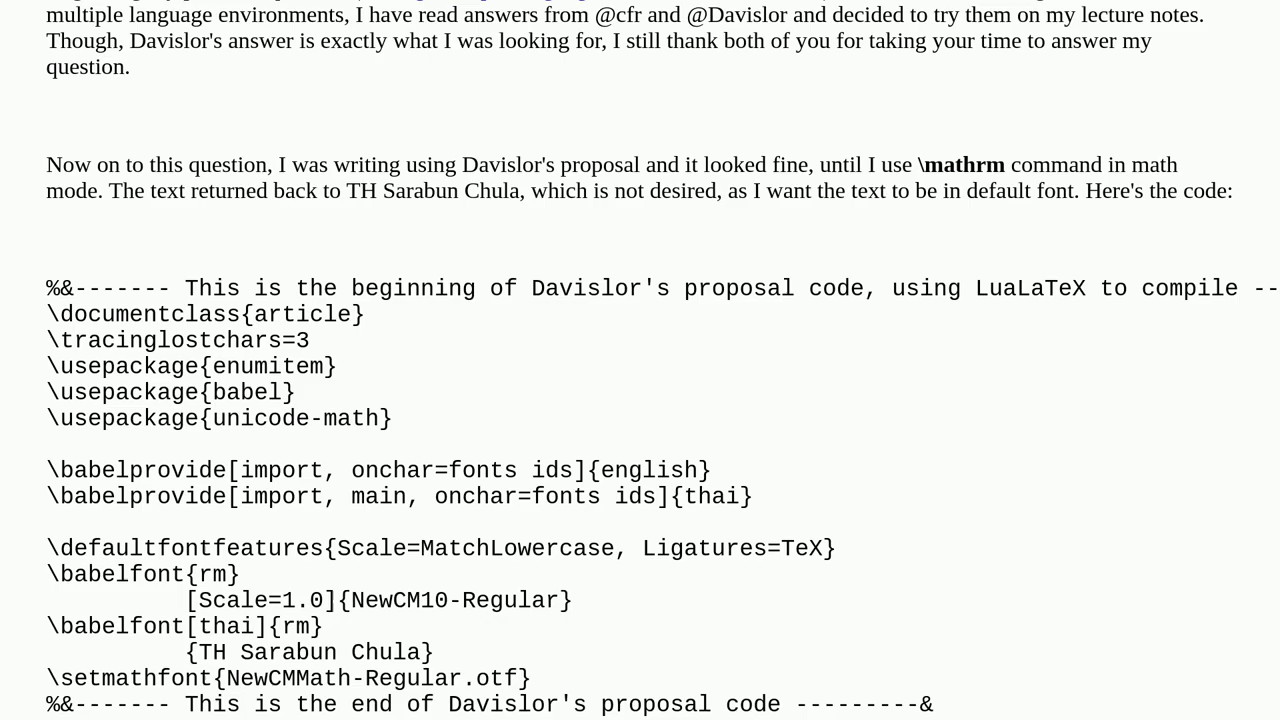 multiple language environments, I have read answers from @cfr and @Davislor and decided to try them on my lecture notes.
Though, Davislor's answer is exactly what I was looking for, I still thank both of you for taking your time to answer my
question.
Now on to this question, I was writing using Davislor's proposal and it looked fine, until I use \mathrm command in math
mode. The text returned back to TH Sarabun Chula, which is not desired, as I want the text to be in default font. Here's the code:
%&------- This is the beginning of Davislor's proposal code, using LuaLaTeX to compile --
\documentclass{article}
\tracinglostchars=3
\usepackage{enumitem}
\usepackage{babel}
\usepackage{unicode-math}
\babelprovide[import, onchar=fonts ids]{english}
\babelprovide[import, main, onchar=fonts ids]{thai}
\defaultfontfeatures{Scale=MatchLowercase, Ligatures=TeX}
\babelfont{rm}
          [Scale=1.0]{NewCM10-Regular}
\babelfont[thai]{rm}
          {TH Sarabun Chula}
\setmathfont{NewCMMath-Regular.otf}
%&------- This is the end of Davislor's proposal code ---------&